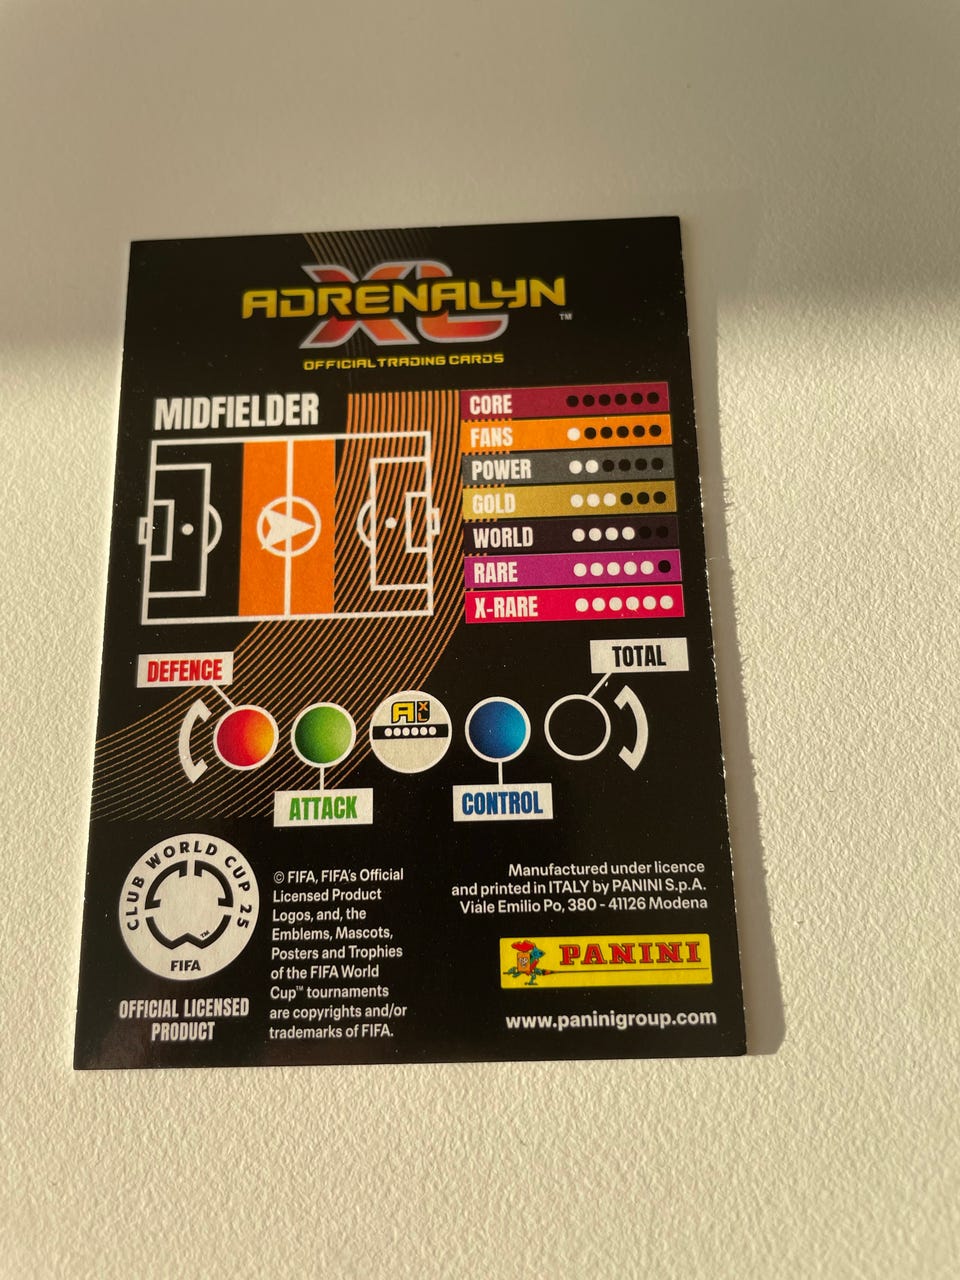 ADRENALYN
XL
™
OFFICIAL TRADING CARDS
MIDFIELDER
CORE
FANS
POWER
GOLD
WORLD
RARE
X-RARE
DEFENCE
TOTAL
AXL
ATTACK
CONTROL
CLUB WORLD CUP 25
™
FIFA
OFFICIAL LICENSED
PRODUCT
© FIFA, FIFA's Official
Licensed Product
Logos, and, the
Emblems, Mascots,
Posters and Trophies
of the FIFA World
Cup™ tournaments
are copyrights and/or
trademarks of FIFA.
Manufactured under licence
and printed in ITALY by PANINI S.p.A.
Viale Emilio Po, 380 - 41126 Modena
PANINI
www.paninigroup.com